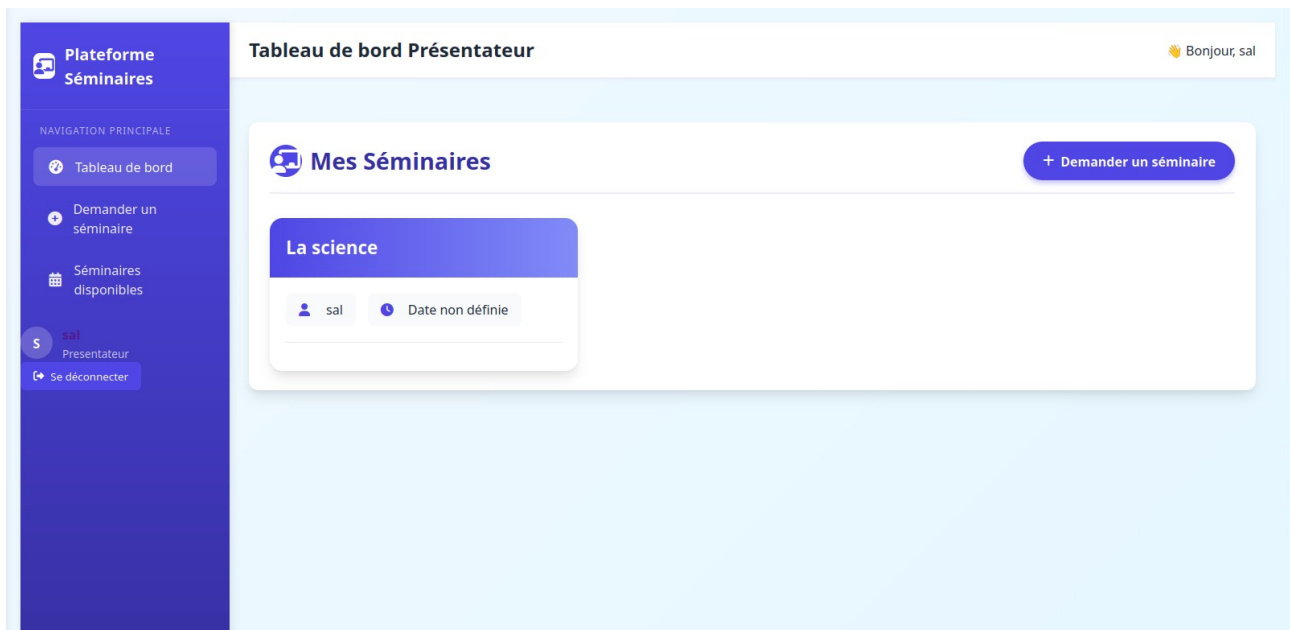 Plateforme
Séminaires
NAVIGATION PRINCIPALE
Tableau de bord
Demander un
séminaire
Séminaires
disponibles
S
sal
Presentateur
Se déconnecter
Tableau de bord Présentateur
👋 Bonjour, sal
Mes Séminaires
+ Demander un séminaire
La science
sal
Date non définie